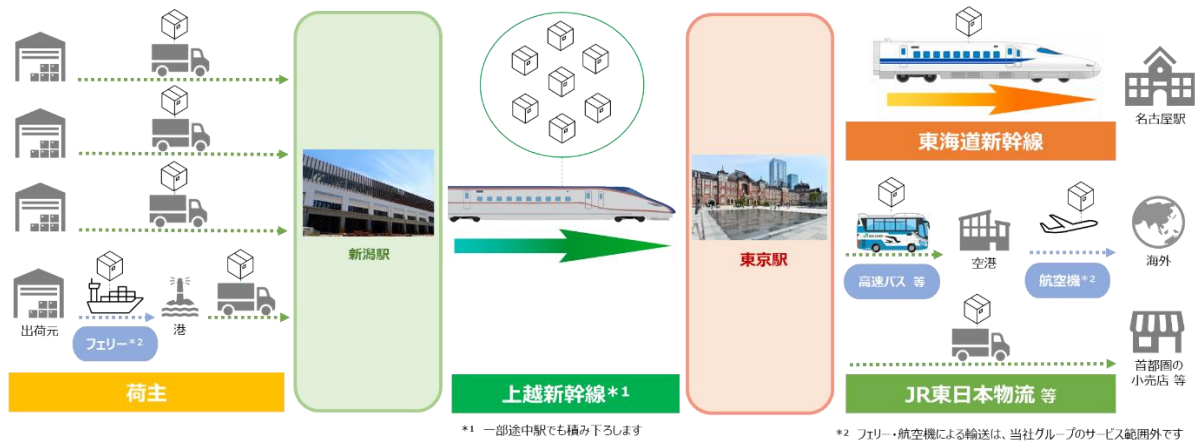 出荷元
フェリー*2
港
荷主
新潟駅
上越新幹線*1
*1 一部途中駅でも積み下ろします
東京駅
東海道新幹線
名古屋駅
高速バス 等
空港
航空機*2
海外
首都圏の
小売店 等
JR東日本物流 等
*2 フェリー・航空機による輸送は、当社グループのサービス範囲外です